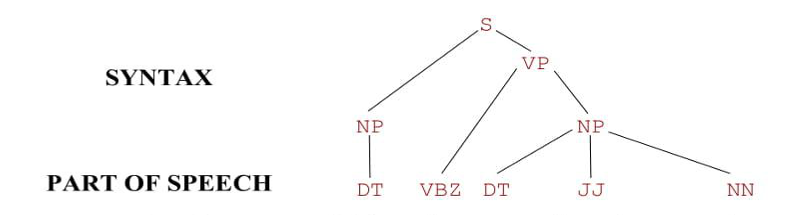 S
SYNTAX
VP
NP NP
PART OF SPEECH DT VBZ DT JJ NN